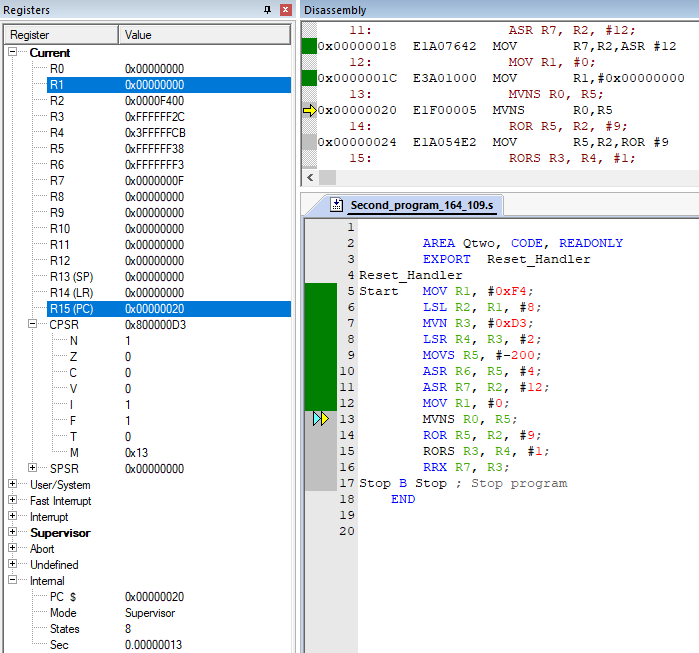 Registers
Register Value
Current
R0 0x00000000
R1 0x00000000
R2 0x0000F400
R3 0xFFFFFF2C
R4 0x3FFFFFCB
R5 0xFFFFFF38
R6 0xFFFFFFF3
R7 0x0000000F
R8 0x00000000
R9 0x00000000
R10 0x00000000
R11 0x00000000
R12 0x00000000
R13 (SP) 0x00000000
R14 (LR) 0x00000000
R15 (PC) 0x00000020
CPSR 0x800000D3
N 1
Z 0
C 0
V 0
I 1
F 1
T 0
M 0x13
SPSR 0x00000000
User/System
Fast Interrupt
Interrupt
Supervisor
Abort
Undefined
Internal
PC $ 0x00000020
Mode Supervisor
States 8
Sec 0.00000013
Disassembly
11: ASR R7, R2, #12;
0x00000018 E1A07642 MOV R7,R2,ASR #12
12: MOV R1, #0;
0x0000001C E3A01000 MOV R1,#0x00000000
13: MVNS R0, R5;
0x00000020 E1F00005 MVNS R0,R5
14: ROR R5, R2, #9;
0x00000024 E1A054E2 MOV R5,R2,ROR #9
15: RORS R3, R4, #1;
Second_program_164_109.s
1
2 AREA Qtwo, CODE, READONLY
3 EXPORT Reset_Handler
4 Reset_Handler
5 Start MOV R1, #0xF4;
6 LSL R2, R1, #8;
7 MVN R3, #0xD3;
8 LSR R4, R3, #2;
9 MOVS R5, #-200;
10 ASR R6, R5, #4;
11 ASR R7, R2, #12;
12 MOV R1, #0;
13 MVNS R0, R5;
14 ROR R5, R2, #9;
15 RORS R3, R4, #1;
16 RRX R7, R3;
17 Stop B Stop ; Stop program
18 END
19
20